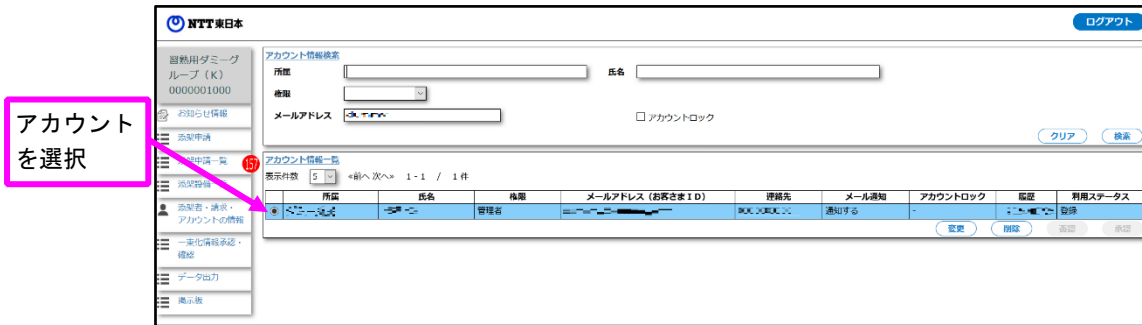 NTT東日本
ログアウト
習熟用ダミーグ
ループ（K）
0000001000
お知らせ情報
添架申請
添架申請一覧
157
添架設備
添架者・請求・
アカウントの情報
一束化情報承認・
確認
データ出力
掲示板
アカウント
を選択
アカウント情報検索
所属
氏名
権限
メールアドレス
アカウントロック
クリア
検索
アカウント情報一覧
表示件数 5 «前へ 次へ» 1-1 / 1件
所属 氏名 権限 メールアドレス（お客さまＩＤ） 連絡先 メール通知 アカウントロック 履歴 利用ステータス
管理者 通知する - 登録
変更 削除 承認